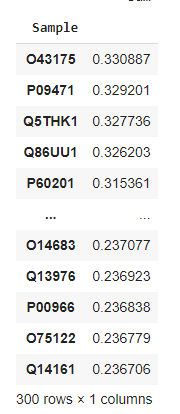 Sample
O43175 0.330887
P09471 0.329201
Q5THK1 0.327736
Q86UU1 0.326203
P60201 0.315361
... ...
O14683 0.237077
Q13976 0.236923
P00966 0.236838
O75122 0.236779
Q14161 0.236706
300 rows × 1 columns